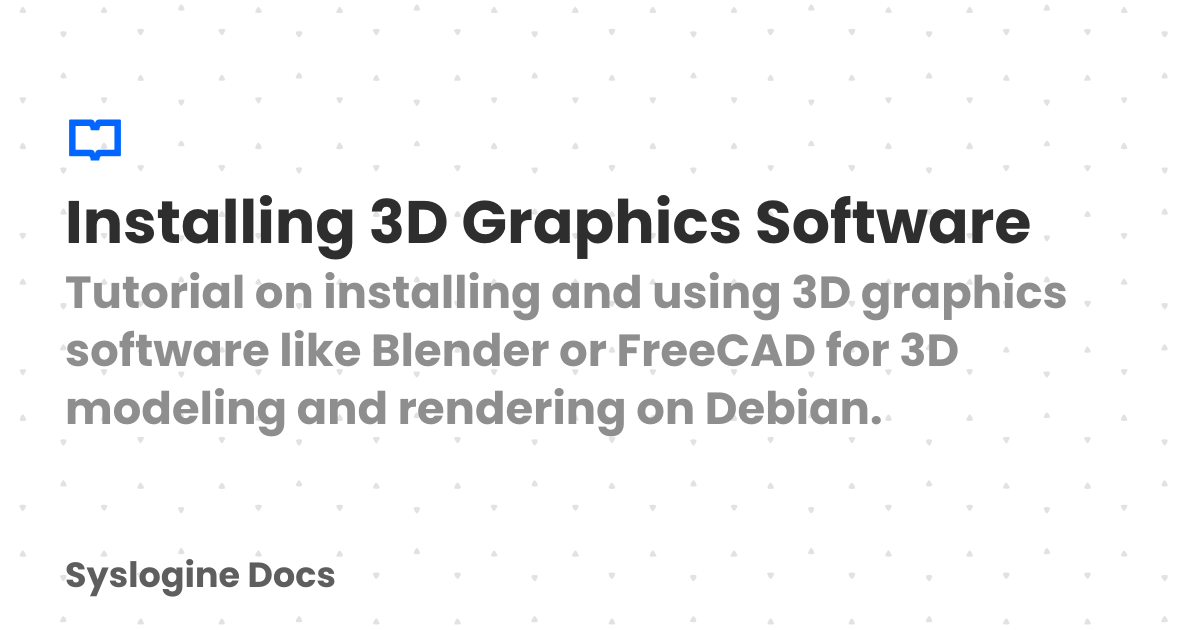 Installing 3D Graphics Software
Tutorial on installing and using 3D graphics
software like Blender or FreeCAD for 3D
modeling and rendering on Debian.
Syslogine Docs